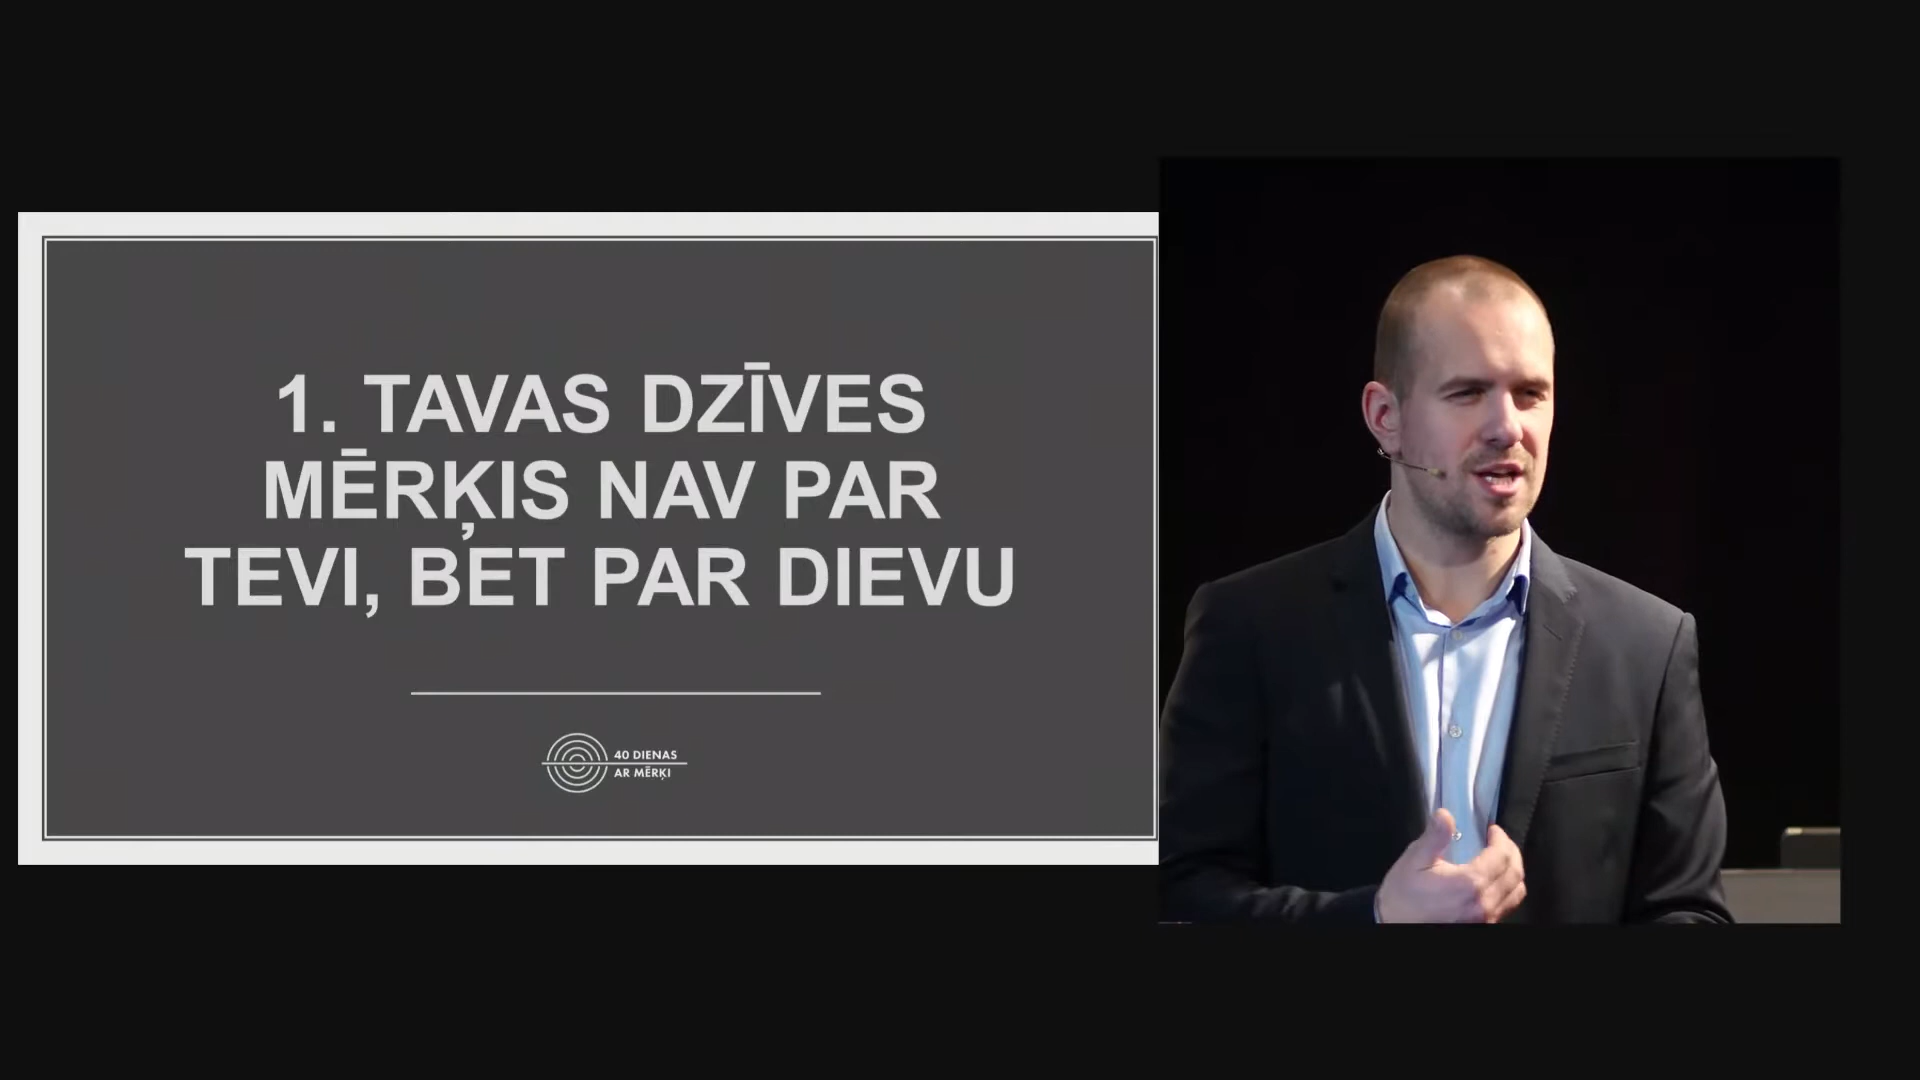 1. TAVAS DZĪVES
MĒRĶIS NAV PAR
TEVI, BET PAR DIEVU
40 DIENAS
AR MĒRĶI